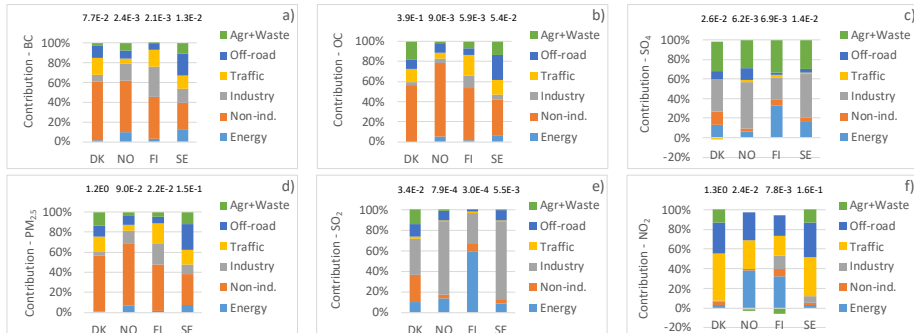 7.7E-2 2.4E-3 2.1E-3 1.3E-2 a)
Contribution - BC
100%
80%
60%
40%
20%
0%
DK NO FI SE
Agr+Waste
Off-road
Traffic
Industry
Non-ind.
Energy
3.9E-1 9.0E-3 5.9E-3 5.4E-2 b)
Contribution - OC
100%
80%
60%
40%
20%
0%
DK NO FI SE
Agr+Waste
Off-road
Traffic
Industry
Non-ind.
Energy
2.6E-2 6.2E-3 6.9E-3 1.4E-2 c)
Contribution - SO₄
100%
80%
60%
40%
20%
0%
-20%
DK NO FI SE
Agr+Waste
Off-road
Traffic
Industry
Non-ind.
Energy
1.2E0 9.0E-2 2.2E-2 1.5E-1 d)
Contribution - PM₂.₅
100%
80%
60%
40%
20%
0%
DK NO FI SE
Agr+Waste
Off-road
Traffic
Industry
Non-ind.
Energy
3.4E-2 7.9E-4 3.0E-4 5.5E-3 e)
Contribution - SO₂
100%
80%
60%
40%
20%
0%
DK NO FI SE
Agr+Waste
Off-road
Traffic
Industry
Non-ind.
Energy
1.3E0 2.4E-2 7.8E-3 1.6E-1 f)
Contribution - NO₂
100%
80%
60%
40%
20%
0%
-20%
DK NO FI SE
Agr+Waste
Off-road
Traffic
Industry
Non-ind.
Energy